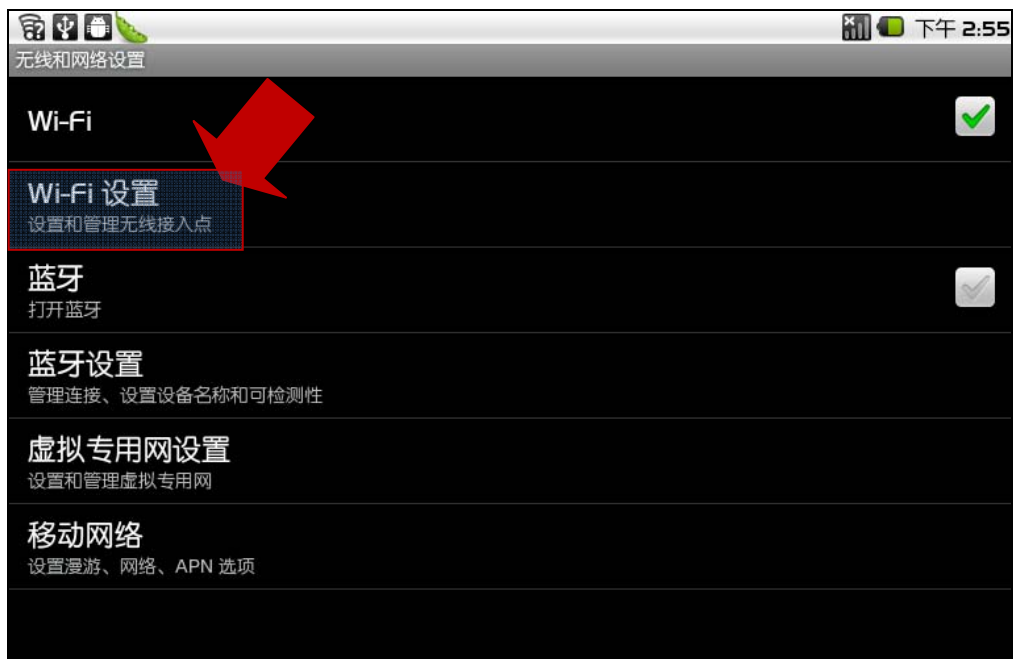 下午 2:55
无线和网络设置
Wi-Fi
Wi-Fi 设置
设置和管理无线接入点
蓝牙
打开蓝牙
蓝牙设置
管理连接、设置设备名称和可检测性
虚拟专用网设置
设置和管理虚拟专用网
移动网络
设置漫游、网络、APN 选项